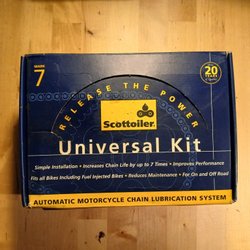 MARK
7
20
YEARS
RELEASE THE POWER
Scottoiler
Universal Kit
Simple Installation • Increases Chain Life by up to 7 Times • Improves Performance
Fits all Bikes Including Fuel Injected Bikes • Reduces Maintenance • For On and Off Road
AUTOMATIC MOTORCYCLE CHAIN LUBRICATION SYSTEM